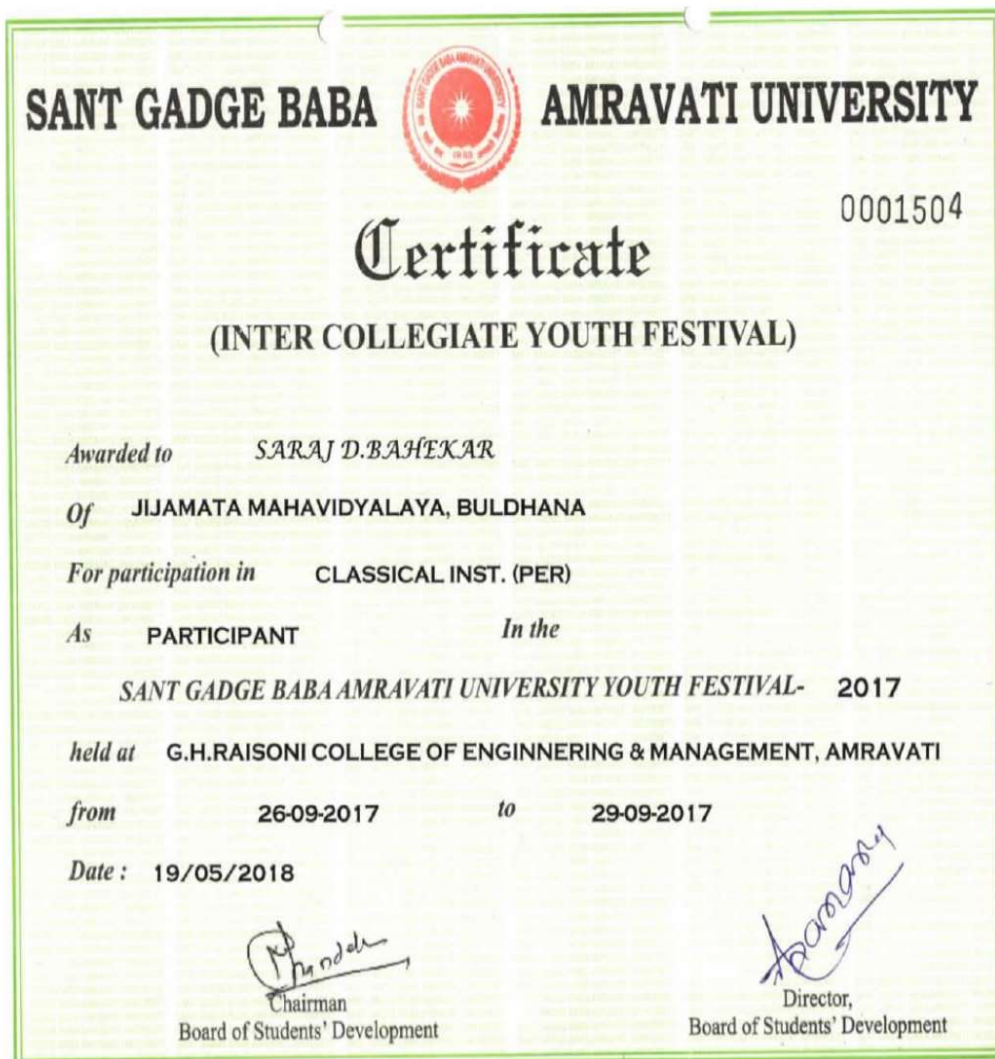 SANT GADGE BABA AMRAVATI UNIVERSITY
0001504
Certificate
(INTER COLLEGIATE YOUTH FESTIVAL)
Awarded to SARAJ D.BAHEKAR
Of JIJAMATA MAHAVIDYALAYA, BULDHANA
For participation in CLASSICAL INST. (PER)
As PARTICIPANT In the
SANT GADGE BABA AMRAVATI UNIVERSITY YOUTH FESTIVAL- 2017
held at G.H.RAISONI COLLEGE OF ENGINNERING & MANAGEMENT, AMRAVATI
from 26-09-2017 to 29-09-2017
Date : 19/05/2018
Chairman
Board of Students' Development
Director,
Board of Students' Development